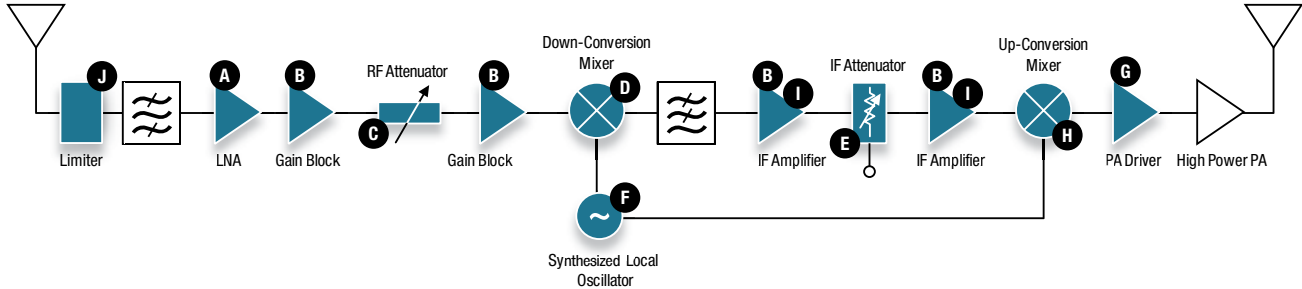 Down-Conversion
Mixer
Up-Conversion
Mixer
RF Attenuator
IF Attenuator
J
A
B
B
D
B
I
B
I
G
C
E
H
Limiter
LNA
Gain Block
Gain Block
IF Amplifier
IF Amplifier
PA Driver
High Power PA
F
~
Synthesized Local
Oscillator